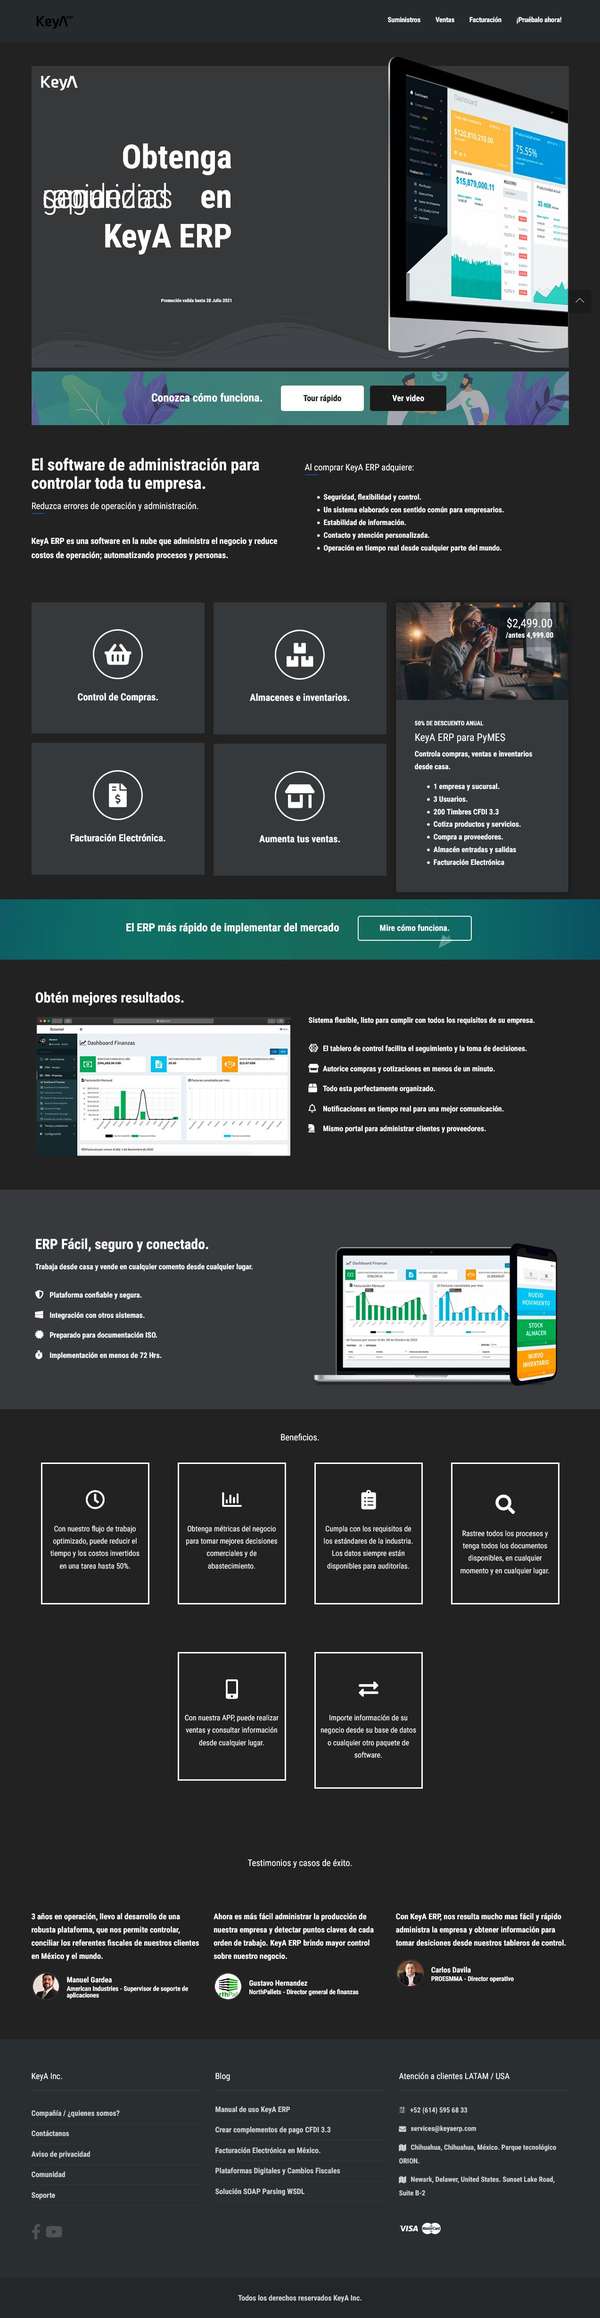 KeyA
Suministros
Ventas
Facturación
¡Pruébalo ahora!
KeyA
Obtenga
en
KeyA ERP
Promoción valida hasta 30 Julio 2021
Dashboard
$15,879,000.11
75.55%
Conozca cómo funciona.
Tour rápido
Ver video
El software de administración para
controlar toda tu empresa.
Reduzca errores de operación y administración.
KeyA ERP es una software en la nube que administra el negocio y reduce
costos de operación; automatizando procesos y personas.
Al comprar KeyA ERP adquiere:
Seguridad, flexibilidad y control.
Un sistema elaborado con sentido común para empresarios.
Estabilidad de información.
Contacto y atención personalizada.
Operación en tiempo real desde cualquier parte del mundo.
Control de Compras.
Almacenes e inventarios.
Facturación Electrónica.
Aumenta tus ventas.
$2,499.00
/antes 4,999.00
50% DE DESCUENTO ANUAL
KeyA ERP para PyMES
Controla compras, ventas e inventarios
desde casa.
1 empresa y sucursal.
3 Usuarios.
200 Timbres CFDI 3.3
Cotiza productos y servicios.
Compra a proveedores.
Almacén entradas y salidas
Facturación Electrónica
El ERP más rápido de implementar del mercado
Mire cómo funciona.
Obtén mejores resultados.
Dashboard Finanzas
Sistema flexible, listo para cumplir con todos los requisitos de su empresa.
El tablero de control facilita el seguimiento y la toma de decisiones.
Autorice compras y cotizaciones en menos de un minuto.
Todo esta perfectamente organizado.
Notificaciones en tiempo real para una mejor comunicación.
Mismo portal para administrar clientes y proveedores.
ERP Fácil, seguro y conectado.
Trabaja desde casa y vende en cualquier comento desde cualquier lugar.
Plataforma confiable y segura.
Integración con otros sistemas.
Preparado para documentación ISO.
Implementación en menos de 72 Hrs.
Dashboard Finanzas
NUEVO
MOVIMIENTO
STOCK
ALMACEN
NUEVO
INVENTARIO
Beneficios.
Con nuestro flujo de trabajo
optimizado, puede reducir el
tiempo y los costos invertidos
en una tarea hasta 50%.
Obtenga métricas del negocio
para tomar mejores decisiones
comerciales y de
abastecimiento.
Cumpla con los requisitos de
los estándares de la industria.
Los datos siempre están
disponibles para auditorías.
Rastree todos los procesos y
tenga todos los documentos
disponibles, en cualquier
momento y en cualquier lugar.
Con nuestra APP, puede realizar
ventas y consultar información
desde cualquier lugar.
Importe información de su
negocio desde su base de datos
o cualquier otro paquete de
software.
Testimonios y casos de éxito.
3 años en operación, llevo al desarrollo de una
robusta plataforma, que nos permite controlar,
conciliar los referentes fiscales de nuestros clientes
en México y el mundo.
Manuel Gardea
American Industries - Supervisor de soporte de
aplicaciones
Ahora es más fácil administrar la producción de
nuestra empresa y detectar puntos claves de cada
orden de trabajo. KeyA ERP brindo mayor control
sobre nuestro negocio.
Gustavo Hernandez
NorthPallets - Director general de finanzas
Con KeyA ERP, nos resulta mucho mas fácil y rápido
administra la empresa y obtener información para
tomar desiciones desde nuestros tableros de control.
Carlos Davila
PROESMMA - Director operativo
KeyA Inc.
Compañía / ¿quienes somos?
Contáctanos
Aviso de privacidad
Comunidad
Soporte
Blog
Manual de uso KeyA ERP
Crear complementos de pago CFDI 3.3
Facturación Electrónica en México.
Plataformas Digitales y Cambios Fiscales
Solución SOAP Parsing WSDL
Atención a clientes LATAM / USA
+52 (614) 595 68 33
services@keyaerp.com
Chihuahua, Chihuahua, México. Parque tecnológico
ORION.
Newark, Delawer, United States. Sunset Lake Road,
Suite B-2
VISA
Todos los derechos reservados KeyA Inc.